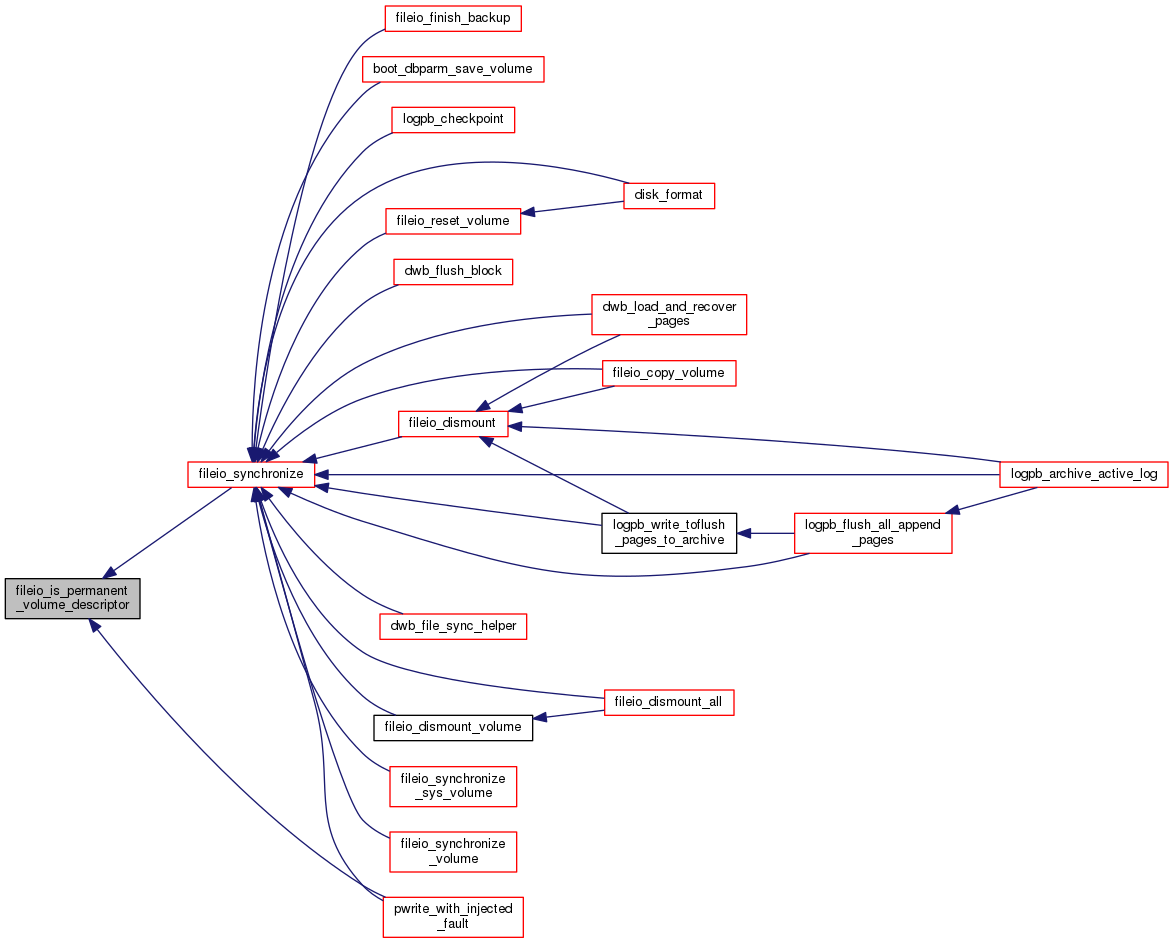 fileio_finish_backup
boot_dbparm_save_volume
logpb_checkpoint
disk_format
fileio_reset_volume
dwb_flush_block
dwb_load_and_recover
_pages
fileio_copy_volume
fileio_dismount
fileio_synchronize
logpb_archive_active_log
logpb_write_toflush
_pages_to_archive
logpb_flush_all_append
_pages
fileio_is_permanent
_volume_descriptor
dwb_file_sync_helper
fileio_dismount_all
fileio_dismount_volume
fileio_synchronize
_sys_volume
fileio_synchronize
_volume
pwrite_with_injected
_fault